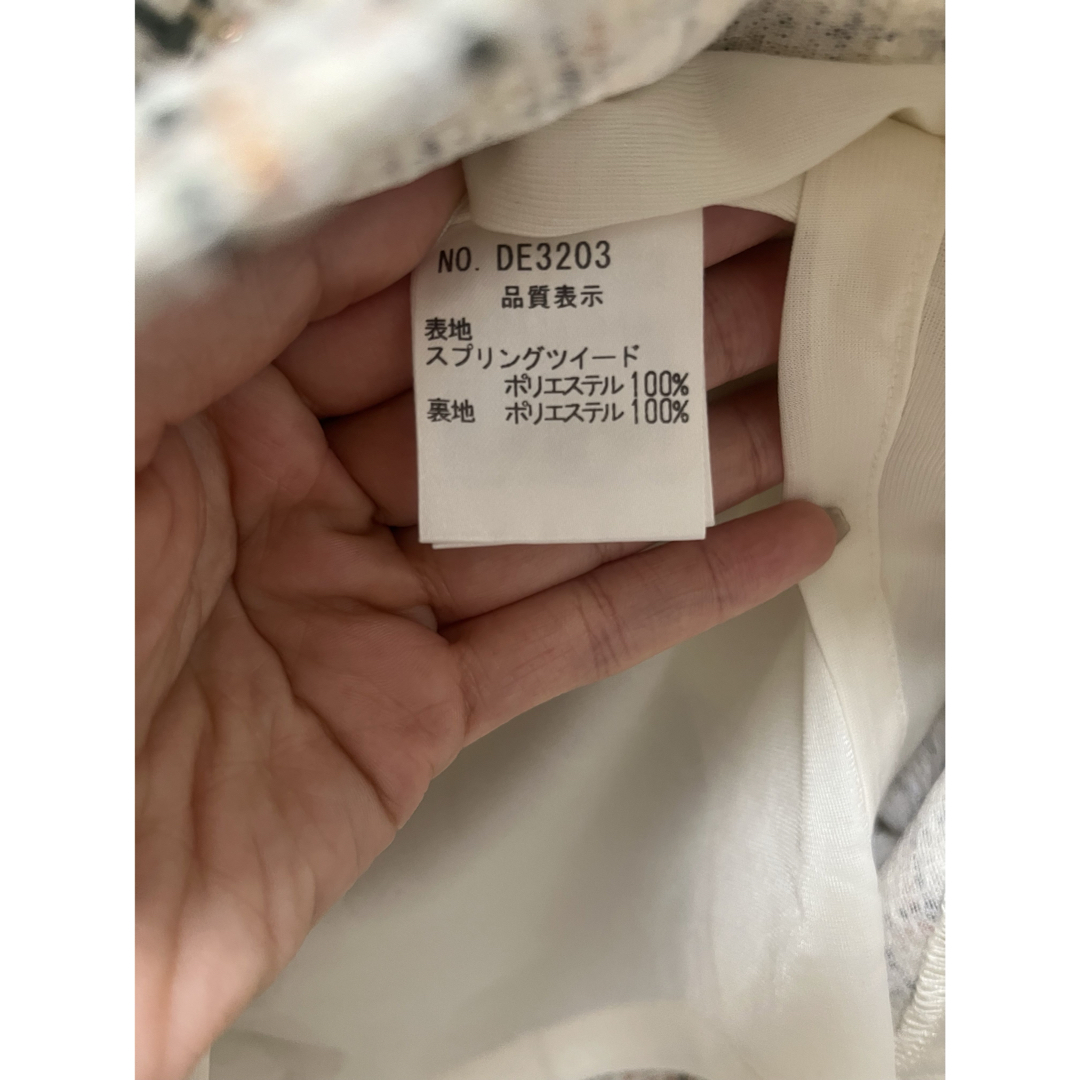 NO. DE3203
品質表示
表地
スプリングツイード
ポリエステル100%
裏地 ポリエステル100%